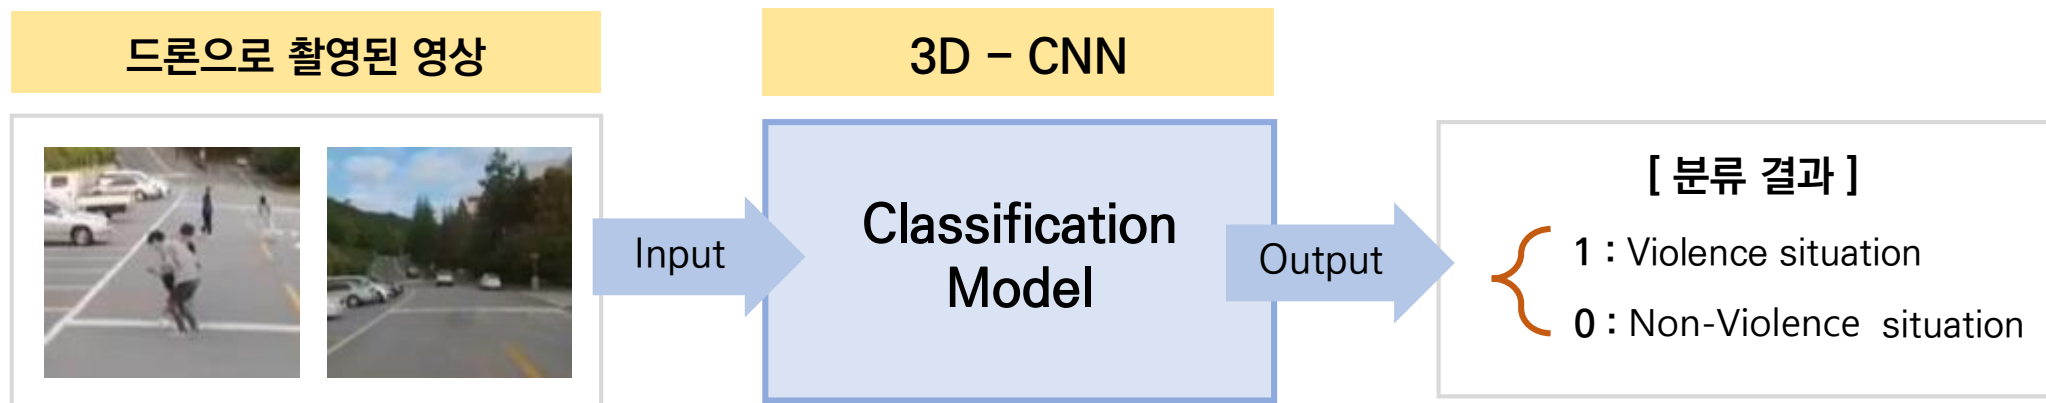 드론으로 촬영된 영상
3D – CNN
Input
Classification
Model
Output
[ 분류 결과 ]
1 : Violence situation
0 : Non-Violence situation